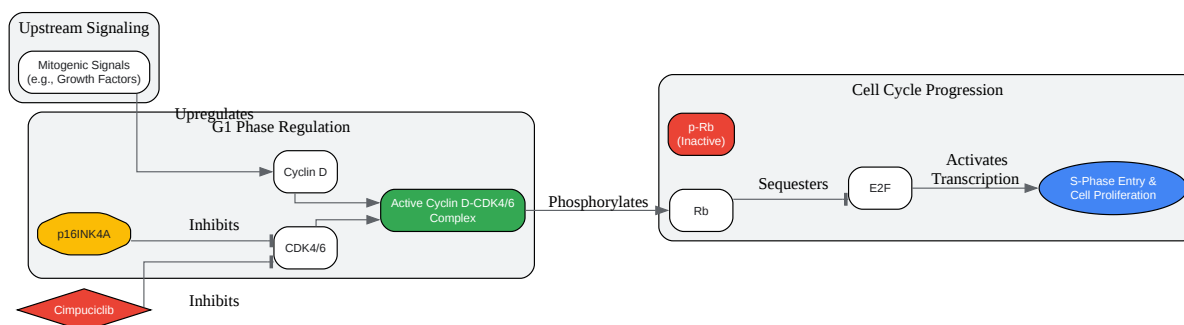 Upstream Signaling
Mitogenic Signals
(e.g., Growth Factors)
Upregulates
G1 Phase Regulation
Cyclin D
Active Cyclin D-CDK4/6
Complex
p16INK4A
Inhibits
CDK4/6
Cimpuciclib
Inhibits
Phosphorylates
Cell Cycle Progression
p-Rb
(Inactive)
Rb
Sequesters
E2F
Activates
Transcription
S-Phase Entry &
Cell Proliferation